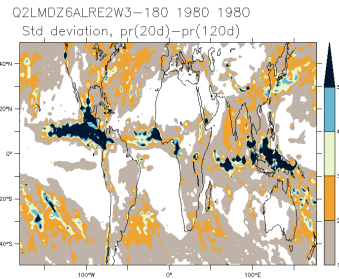 Q2LMDZ6ALRE2W3-180 1980 1980
Std deviation, pr(20d)-pr(120d)
40°N
20°N
0°
20°S
40°S
100°W 0° 100°E
5
4
3
2
1